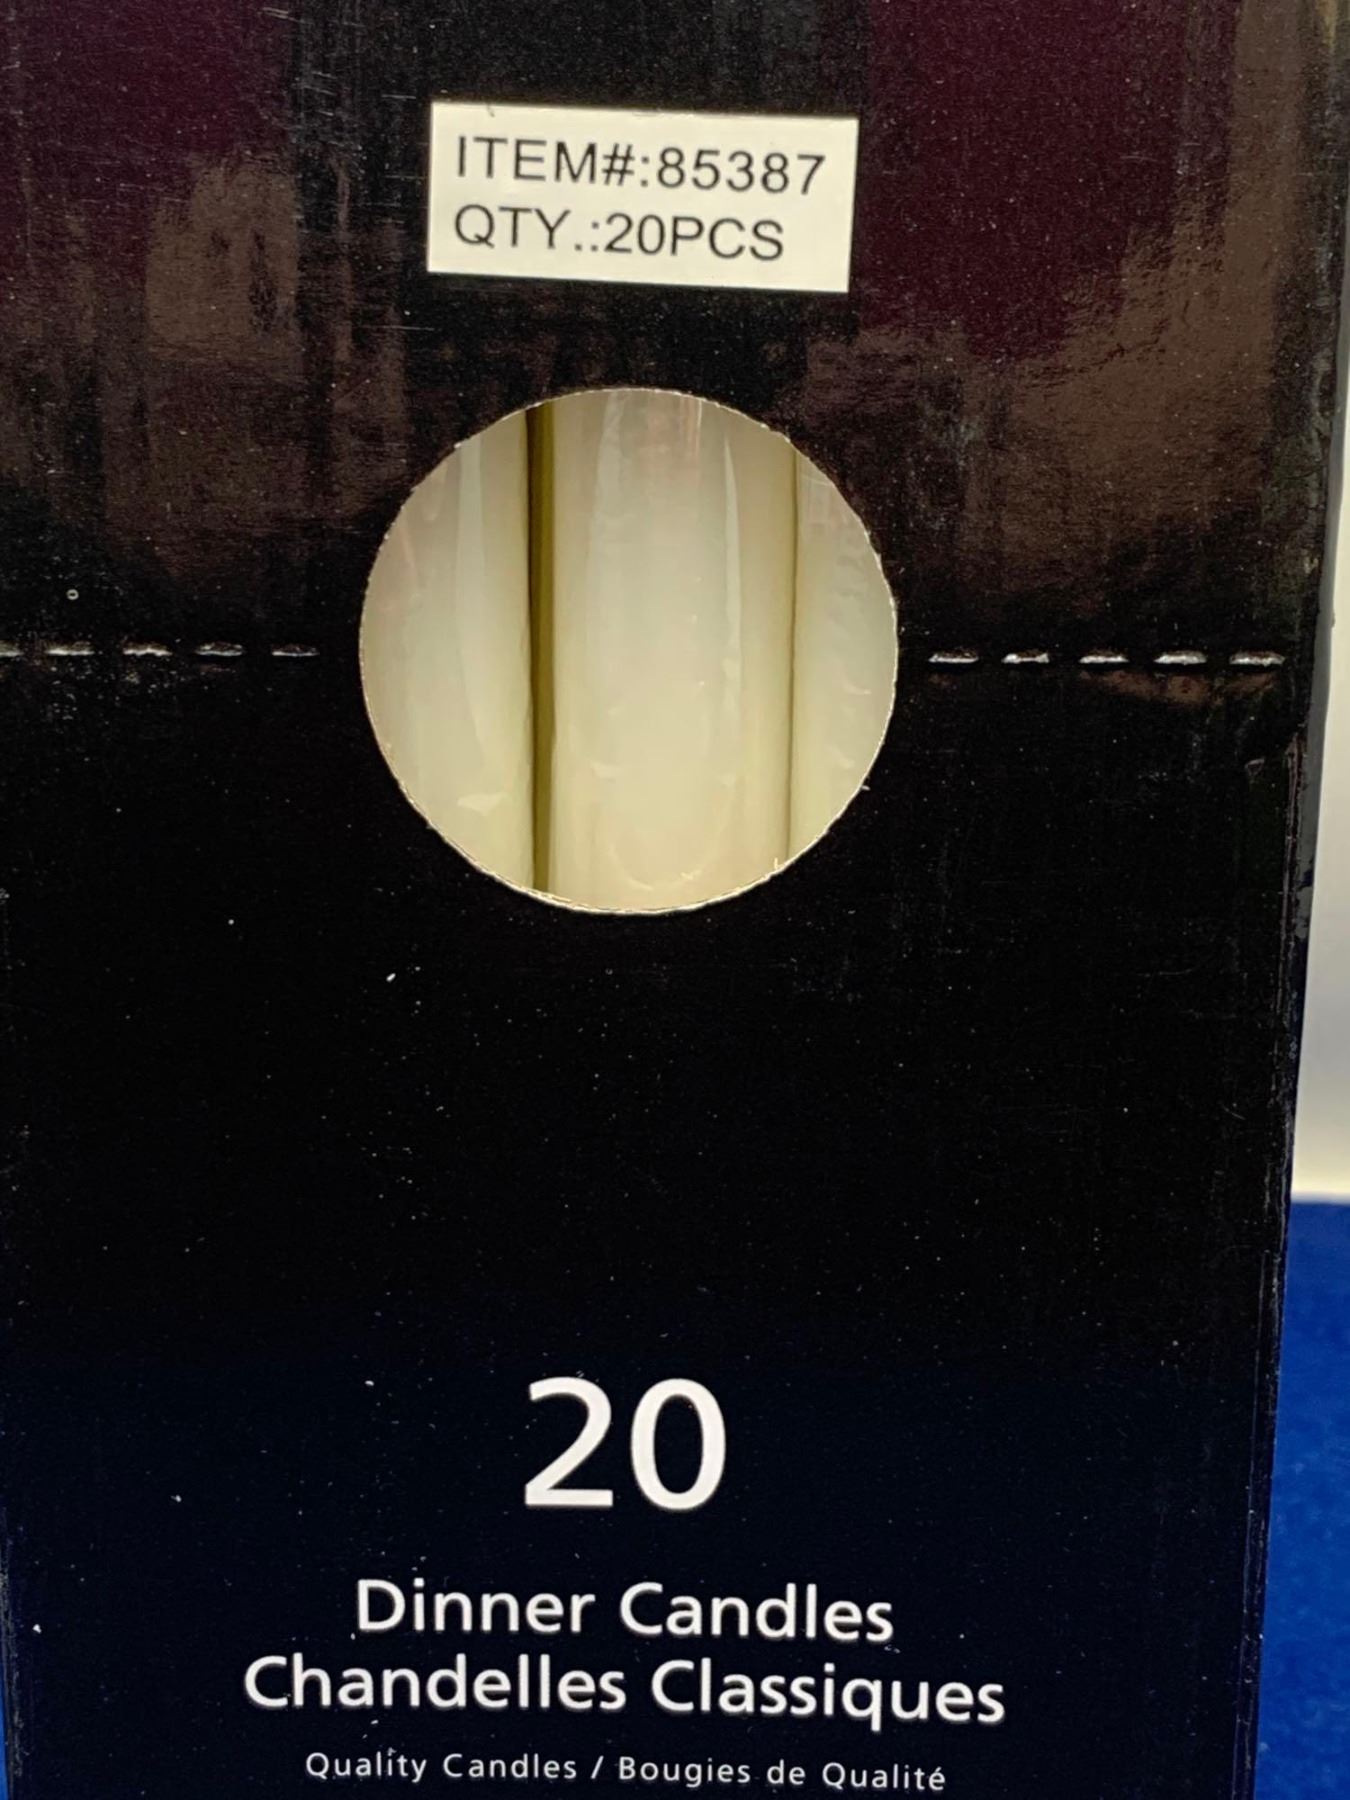 ITEM#:85387
QTY.:20PCS
20
Dinner Candles
Chandelles Classiques
Quality Candles / Bougies de Qualité